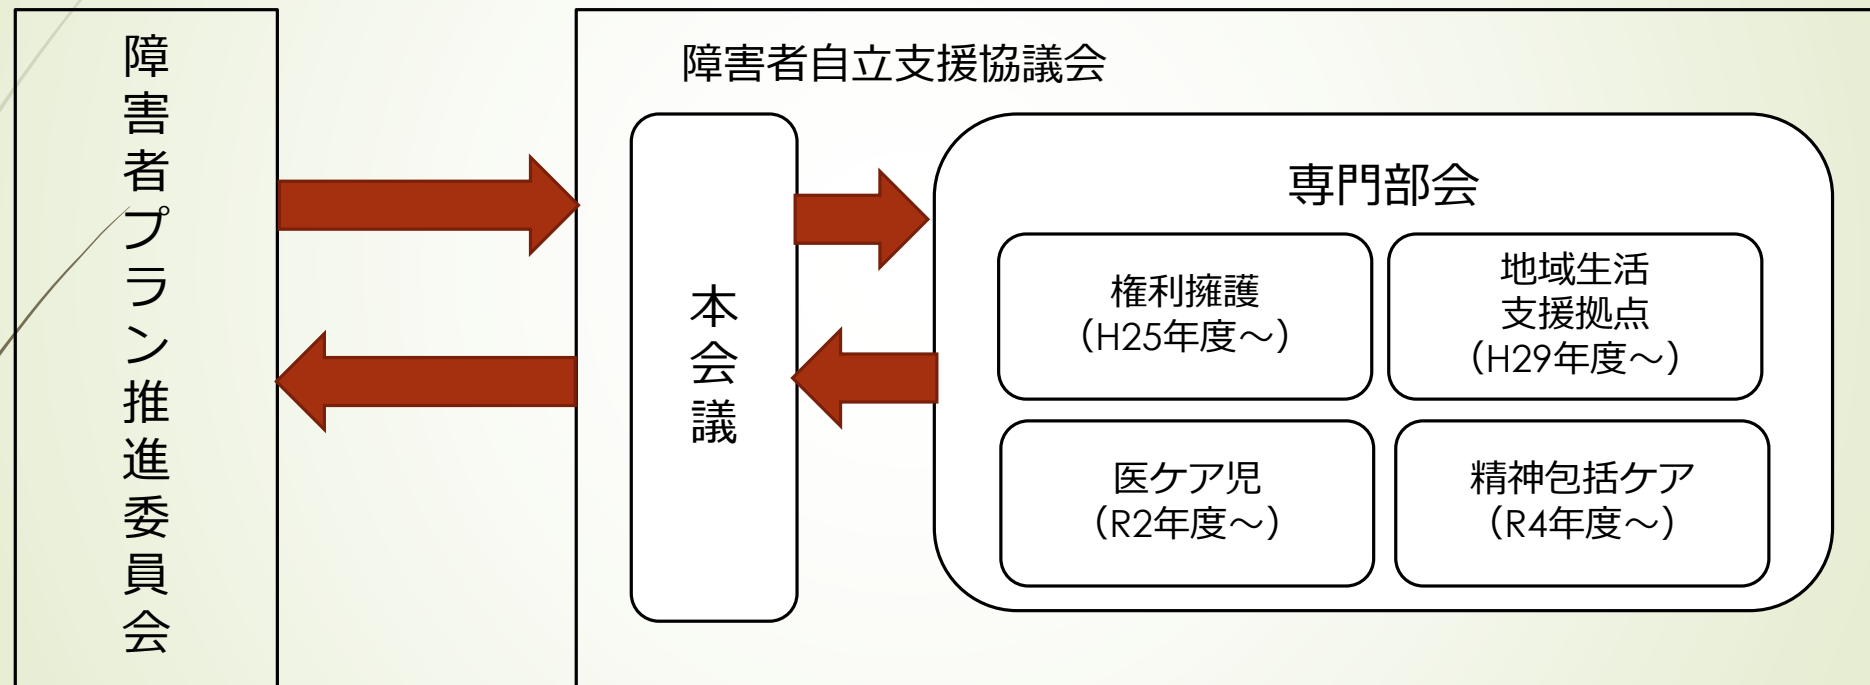 障害者プラン推進委員会
障害者自立支援協議会
本会議
専門部会
権利擁護
（H25年度～）
地域生活
支援拠点
（H29年度～）
医ケア児
（R2年度～）
精神包括ケア
（R4年度～）